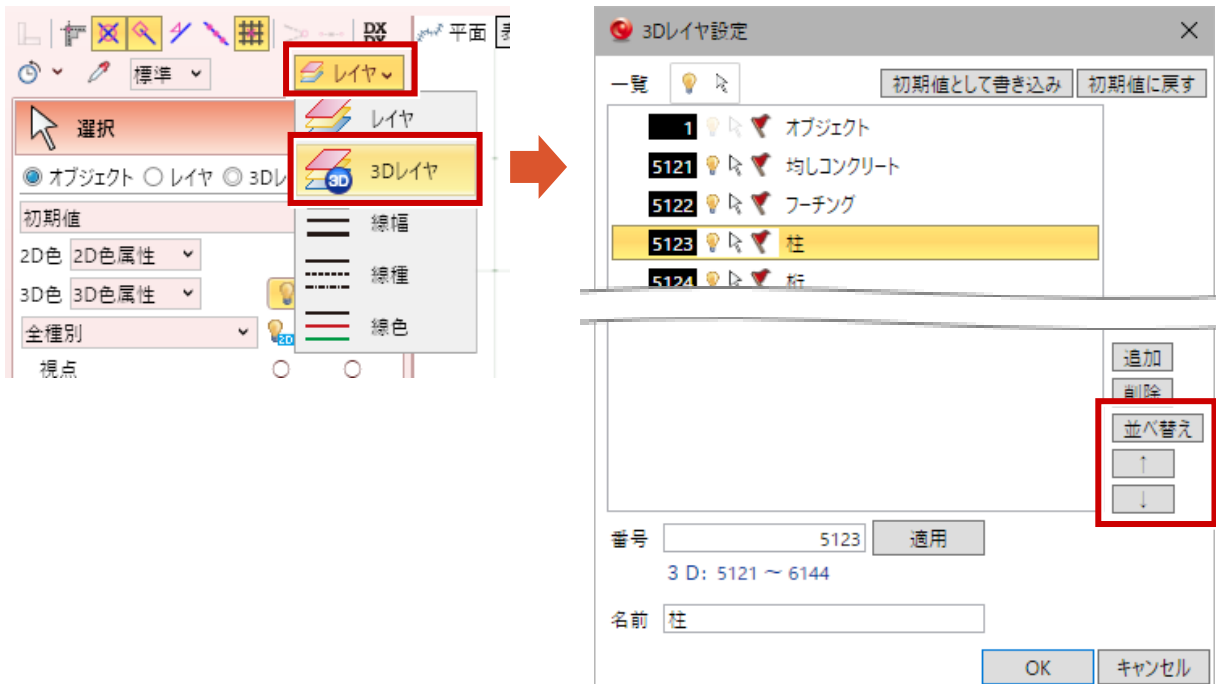 DX
平面
標準
レイヤ
選択
オブジェクト レイヤ
初期値
2D色 2D色属性
3D色 3D色属性
全種別
2D
視点
レイヤ
3D
3Dレイヤ
線幅
線種
線色
3Dレイヤ設定
一覧 初期値として書き込み 初期値に戻す
1 オブジェクト
5121 均しコンクリート
5122 フーチング
5123 柱
5124 桁
追加
削除
並べ替え
↑
↓
番号 5123 適用
3 D: 5121 ～ 6144
名前 柱
OK キャンセル